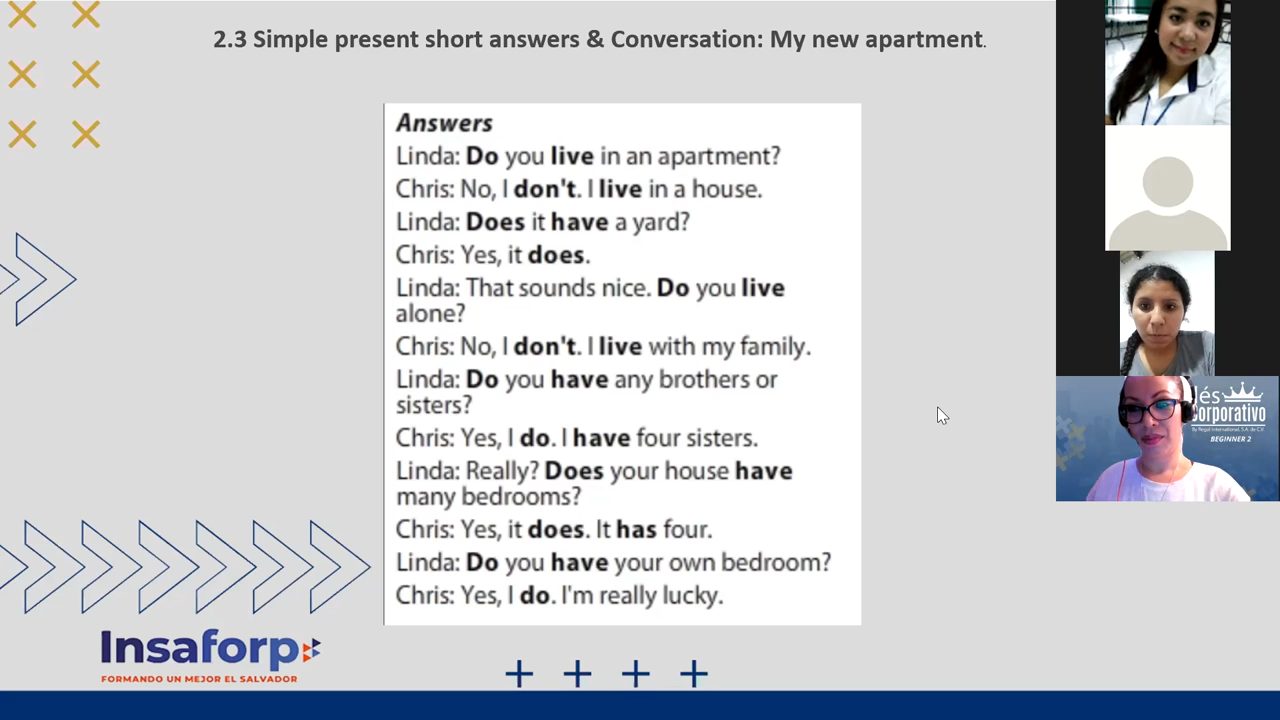 2.3 Simple present short answers & Conversation: My new apartment.
Answers
Linda: Do you live in an apartment?
Chris: No, I don't. I live in a house.
Linda: Does it have a yard?
Chris: Yes, it does.
Linda: That sounds nice. Do you live
alone?
Chris: No, I don't. I live with my family.
Linda: Do you have any brothers or
sisters?
Chris: Yes, I do. I have four sisters.
Linda: Really? Does your house have
many bedrooms?
Chris: Yes, it does. It has four.
Linda: Do you have your own bedroom?
Chris: Yes, I do. I'm really lucky.
Insaforp
FORMANDO UN MEJOR EL SALVADOR
lés
Corporativo
By Regal International, S.A. de C.V.
BEGINNER 2